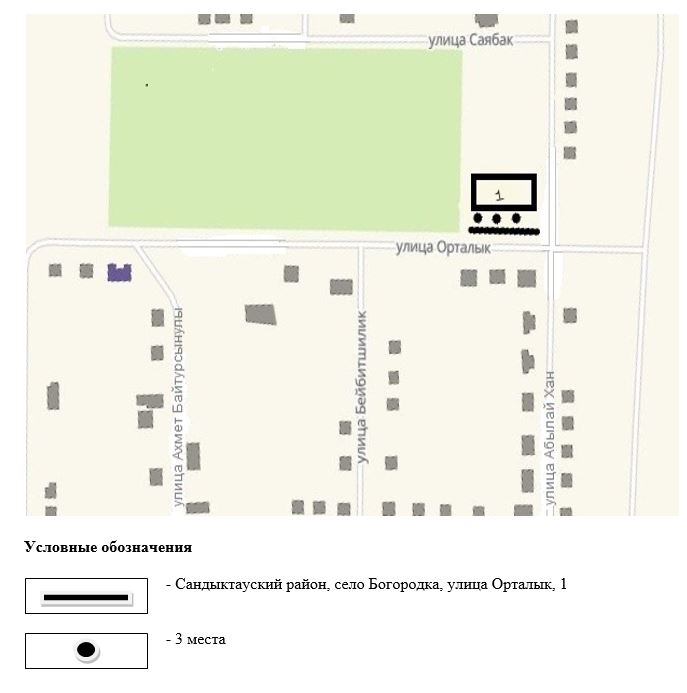 улица Саябак
1
улица Орталык
улица Ахмет Байтурсынулы
улица Бейбитшилик
улица Абылай Хан
Условные обозначения
- Сандыктауский район, село Богородка, улица Орталык, 1
- 3 места